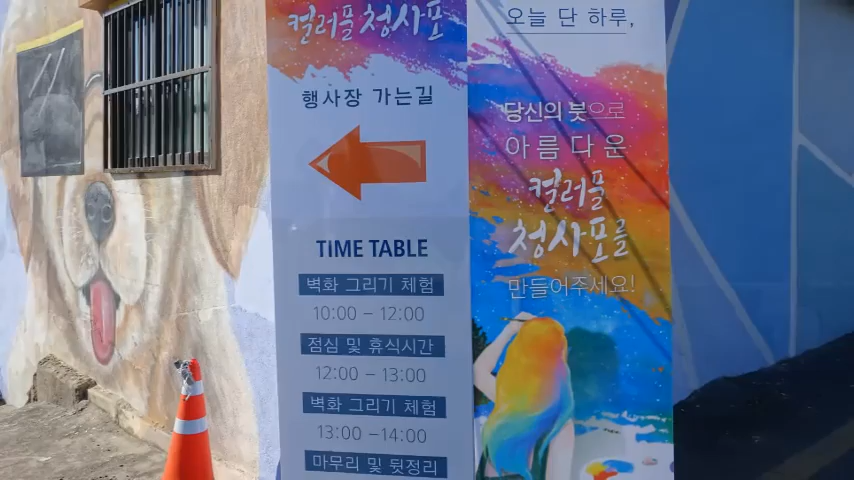 컬러풀 청사포
행사장 가는길
TIME TABLE
벽화 그리기 체험
10:00 – 12:00
점심 및 휴식시간
12:00 – 13:00
벽화 그리기 체험
13:00 –14:00
마무리 및 뒷정리
오늘 단 하루,
당신의 붓으로
아름다운
컬러풀
청사포를
만들어주세요!